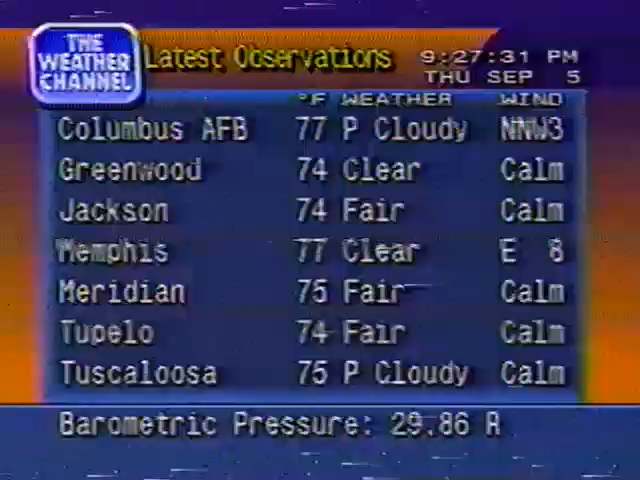 THE WEATHER CHANNEL
Latest Observations
9:27:31 PM
THU SEP 5
°F WEATHER WIND
Columbus AFB 77 P Cloudy NNW3
Greenwood 74 Clear Calm
Jackson 74 Fair Calm
Memphis 77 Clear E 8
Meridian 75 Fair Calm
Tupelo 74 Fair Calm
Tuscaloosa 75 P Cloudy Calm
Barometric Pressure: 29.86 R